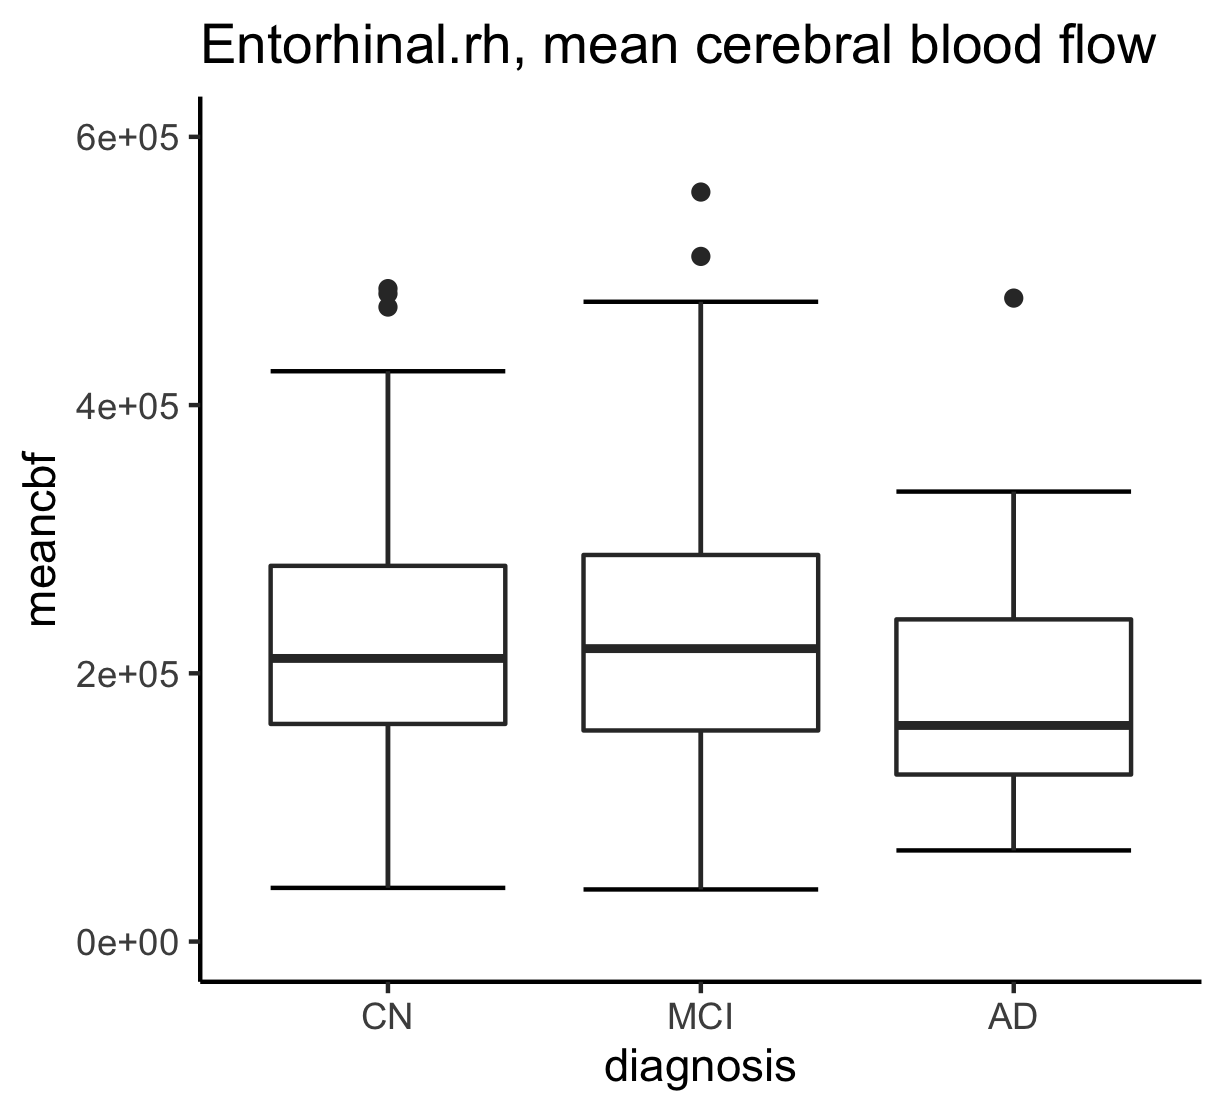 Entorhinal.rh, mean cerebral blood flow
6e+05
4e+05
2e+05
0e+00
meancbf
CN MCI AD
diagnosis